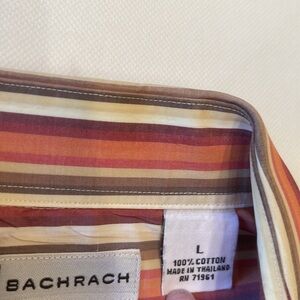 L
100% COTTON
MADE IN THAILAND
RN 71961
BACHRACH